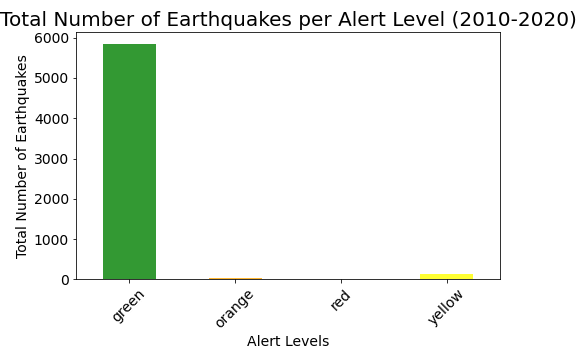 Total Number of Earthquakes per Alert Level (2010-2020)
Total Number of Earthquakes
6000
5000
4000
3000
2000
1000
0
green
orange
red
yellow
Alert Levels